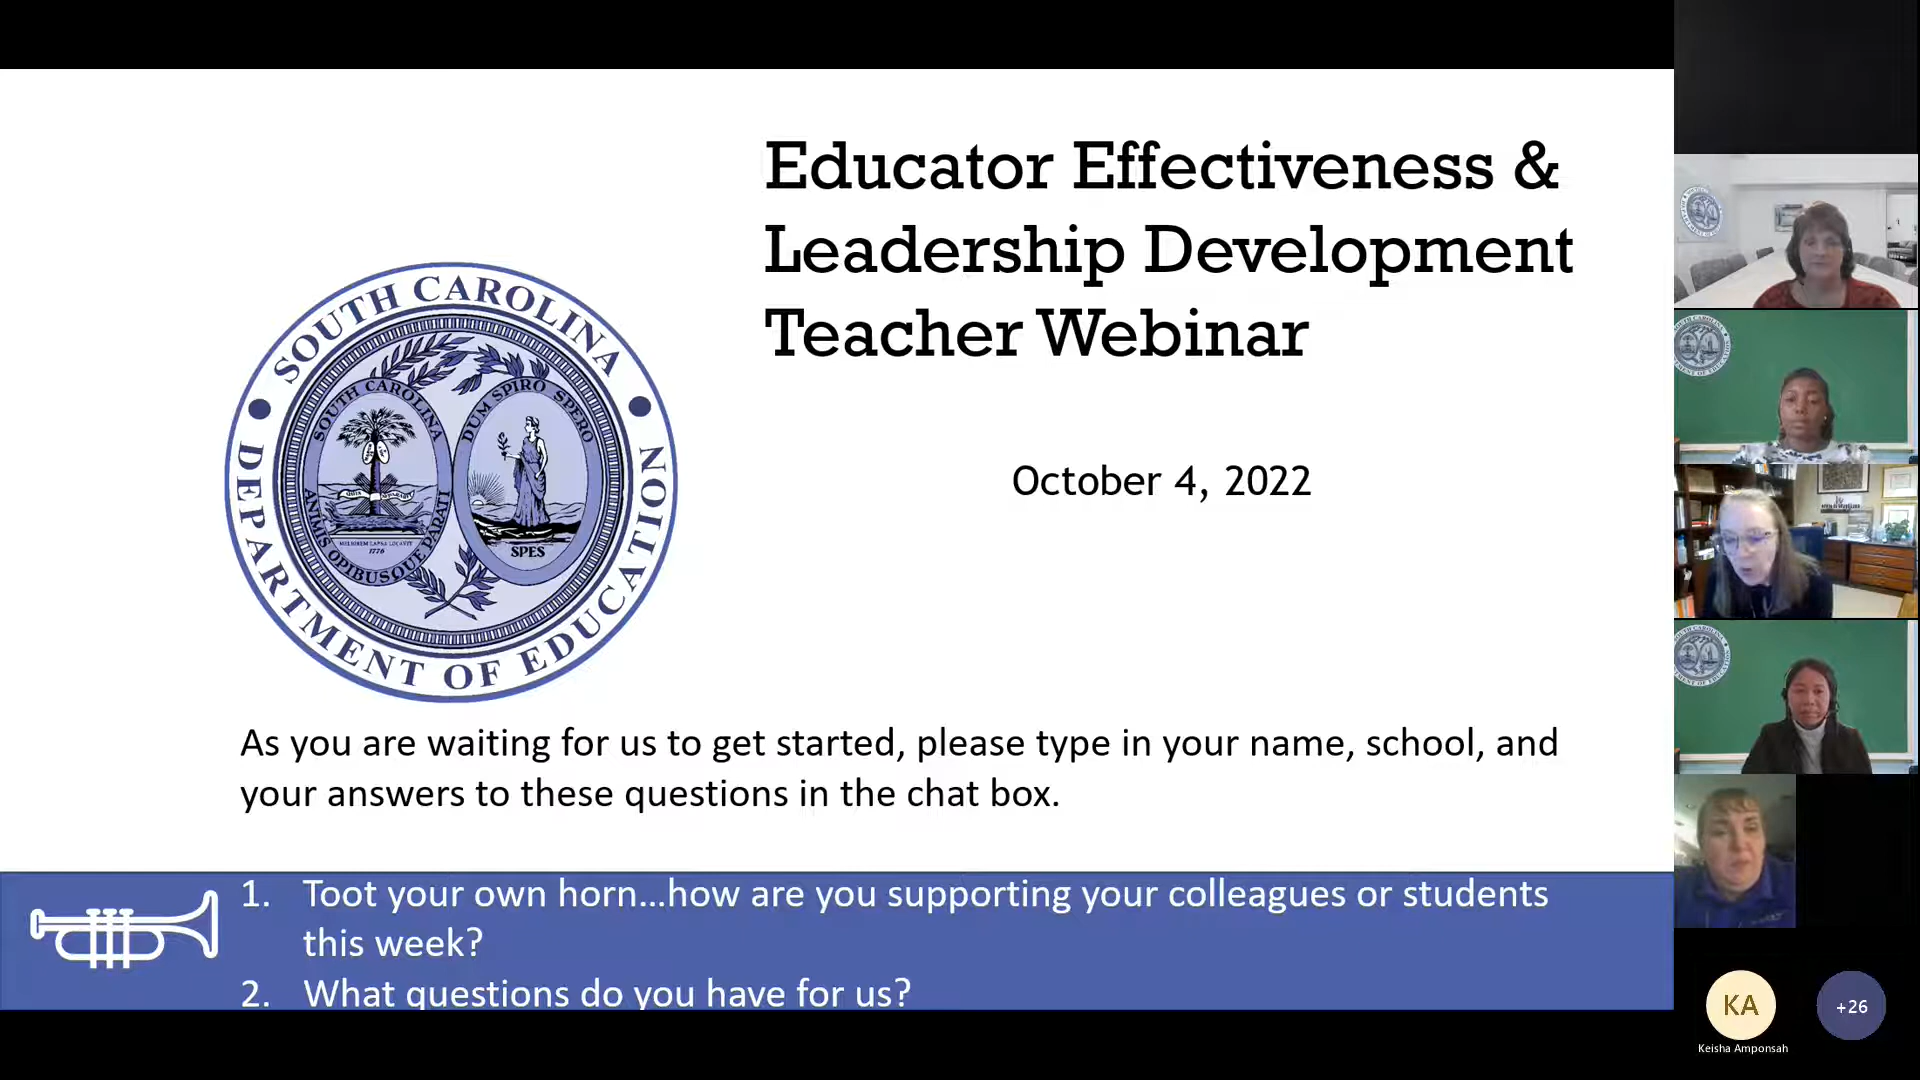 Educator Effectiveness &
Leadership Development
Teacher Webinar
October 4, 2022
SOUTH CAROLINA
DEPARTMENT OF EDUCATION
SOUTH CAROLINA
ANIMIS OPIBUSQUE PARATI
1776
DUM SPIRO SPERO
SPES
As you are waiting for us to get started, please type in your name, school, and
your answers to these questions in the chat box.
1. Toot your own horn...how are you supporting your colleagues or students
this week?
2. What questions do you have for us?
KA
+26
Keisha Amponsah